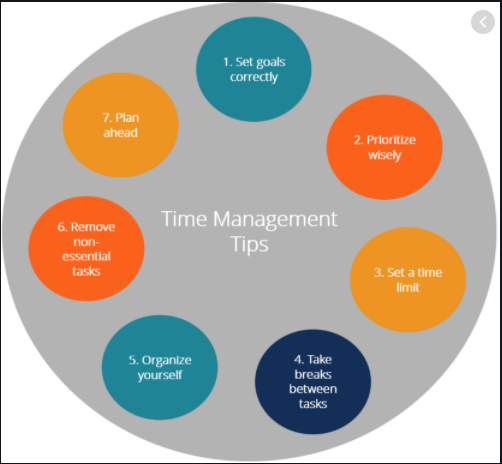 1. Set goals
correctly
2. Prioritize
wisely
3. Set a time
limit
4. Take
breaks
between
tasks
5. Organize
yourself
6. Remove
non-
essential
tasks
7. Plan
ahead
Time Management
Tips